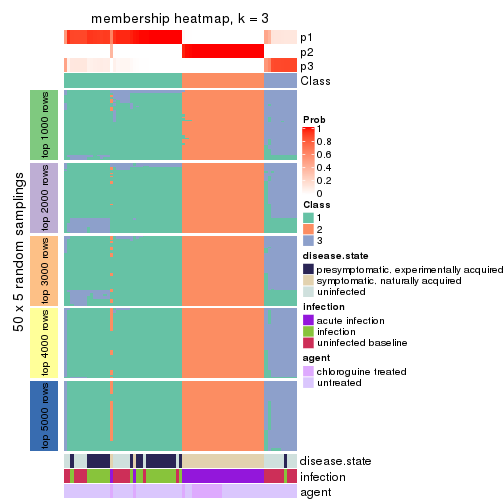 membership heatmap, k = 3
p1
p2
p3
Class
50 x 5 random samplings
top 1000 rows
top 2000 rows
top 3000 rows
top 4000 rows
top 5000 rows
disease.state
infection
agent
Prob
1
0.8
0.6
0.4
0.2
0
Class
1
2
3
disease.state
presymptomatic. experimentally acquired
symptomatic. naturally acquired
uninfected
infection
acute infection
infection
uninfected baseline
agent
chloroguine treated
untreated